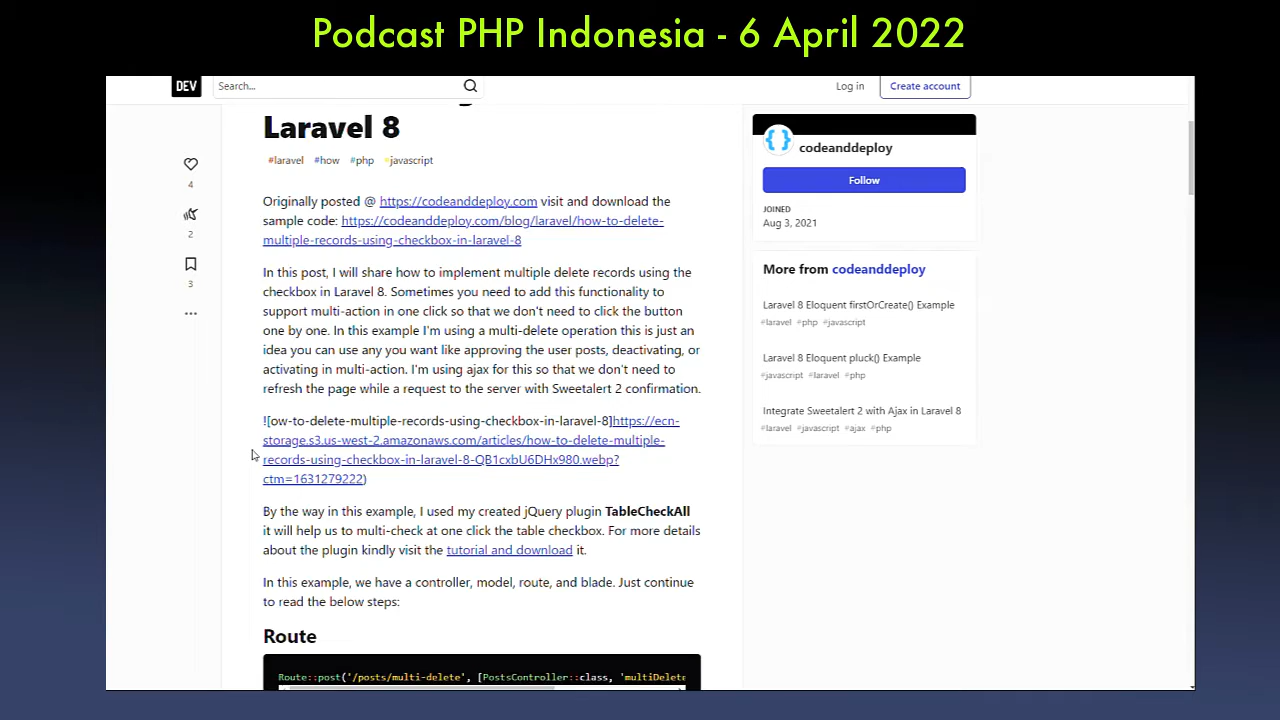 Podcast PHP Indonesia - 6 April 2022
DEV
Search...
Log in
Create account
Laravel 8
#laravel #how #php #javascript
4
2
3
Originally posted @ https://codeanddeploy.com visit and download the
sample code: https://codeanddeploy.com/blog/laravel/how-to-delete-
multiple-records-using-checkbox-in-laravel-8
In this post, I will share how to implement multiple delete records using the
checkbox in Laravel 8. Sometimes you need to add this functionality to
support multi-action in one click so that we don't need to click the button
one by one. In this example I'm using a multi-delete operation this is just an
idea you can use any you want like approving the user posts, deactivating, or
activating in multi-action. I'm using ajax for this so that we don't need to
refresh the page while a request to the server with Sweetalert 2 confirmation.
![ow-to-delete-multiple-records-using-checkbox-in-laravel-8]https://ecn-
storage.s3.us-west-2.amazonaws.com/articles/how-to-delete-multiple-
records-using-checkbox-in-laravel-8-QB1cxbU6DHx980.webp?
ctm=1631279222)
By the way in this example, I used my created jQuery plugin TableCheckAll
it will help us to multi-check at one click the table checkbox. For more details
about the plugin kindly visit the tutorial and download it.
In this example, we have a controller, model, route, and blade. Just continue
to read the below steps:
Route
Route::post('/posts/multi-delete', [PostsController::class, 'multiDelete
codeanddeploy
Follow
JOINED
Aug 3, 2021
More from codeanddeploy
Laravel 8 Eloquent firstOrCreate() Example
#laravel #php #javascript
Laravel 8 Eloquent pluck() Example
#javascript #laravel #php
Integrate Sweetalert 2 with Ajax in Laravel 8
#laravel #javascript #ajax #php